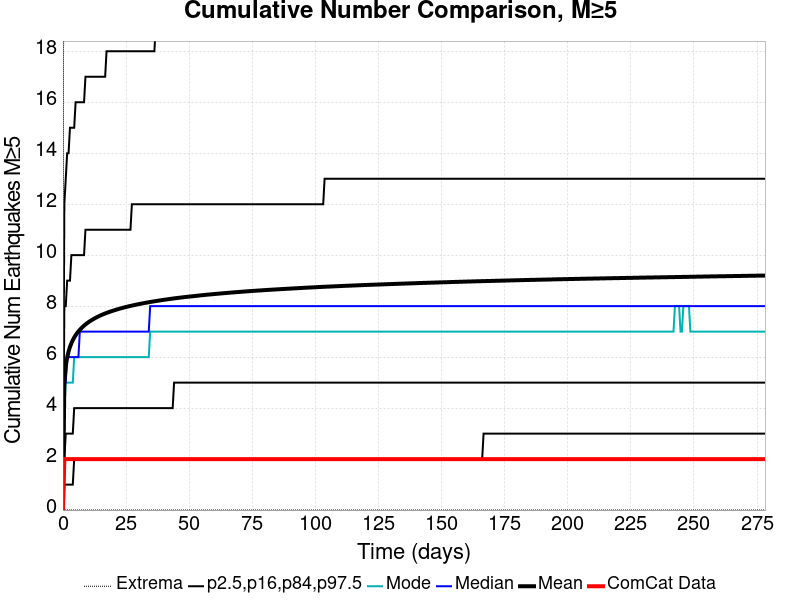 Cumulative Number Comparison, M≥5
Cumulative Num Earthquakes M≥5
18
16
14
12
10
8
6
4
2
0
0 25 50 75 100 125 150 175 200 225 250 275
Time (days)
Extrema p2.5,p16,p84,p97.5 Mode Median Mean ComCat Data